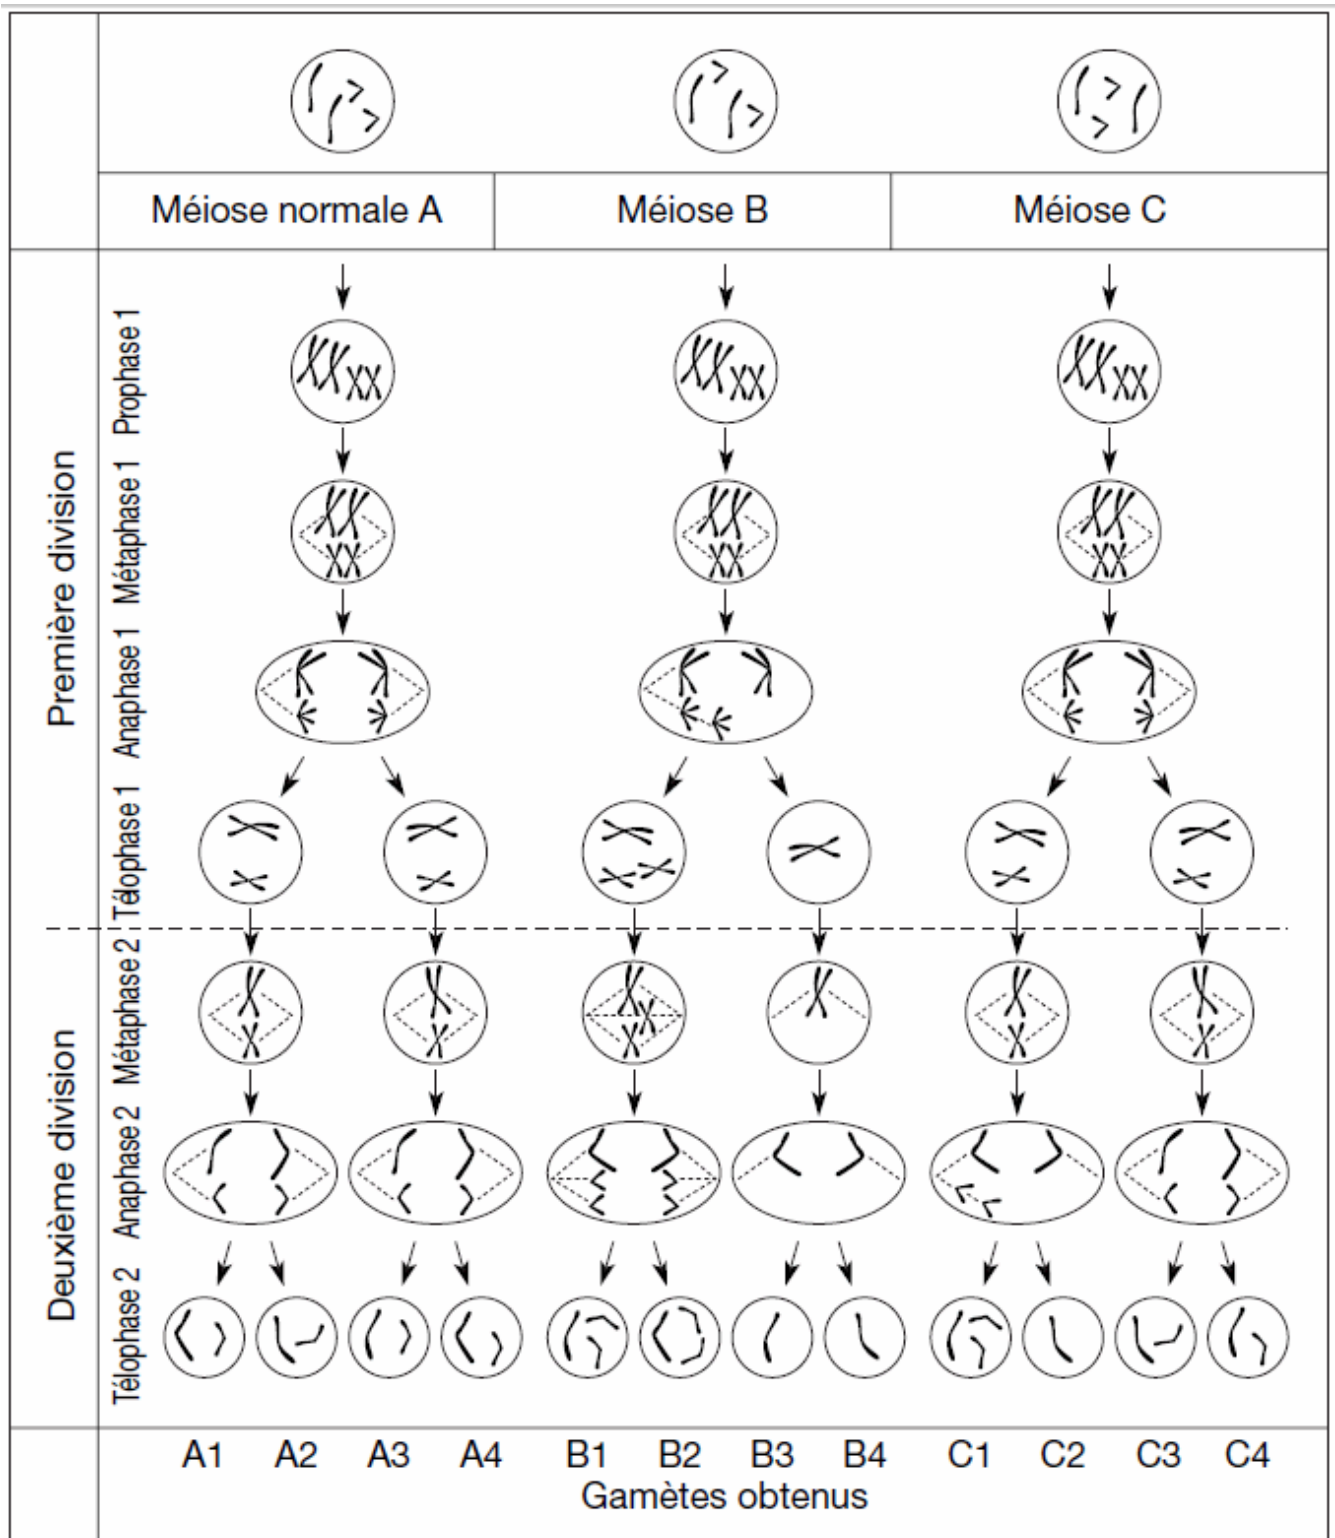 Méiose normale A
Méiose B
Méiose C
Première division
Prophase 1
Métaphase 1
Anaphase 1
Télophase 1
Deuxième division
Métaphase 2
Anaphase 2
Télophase 2
A1 A2 A3 A4 B1 B2 B3 B4 C1 C2 C3 C4
Gamètes obtenus